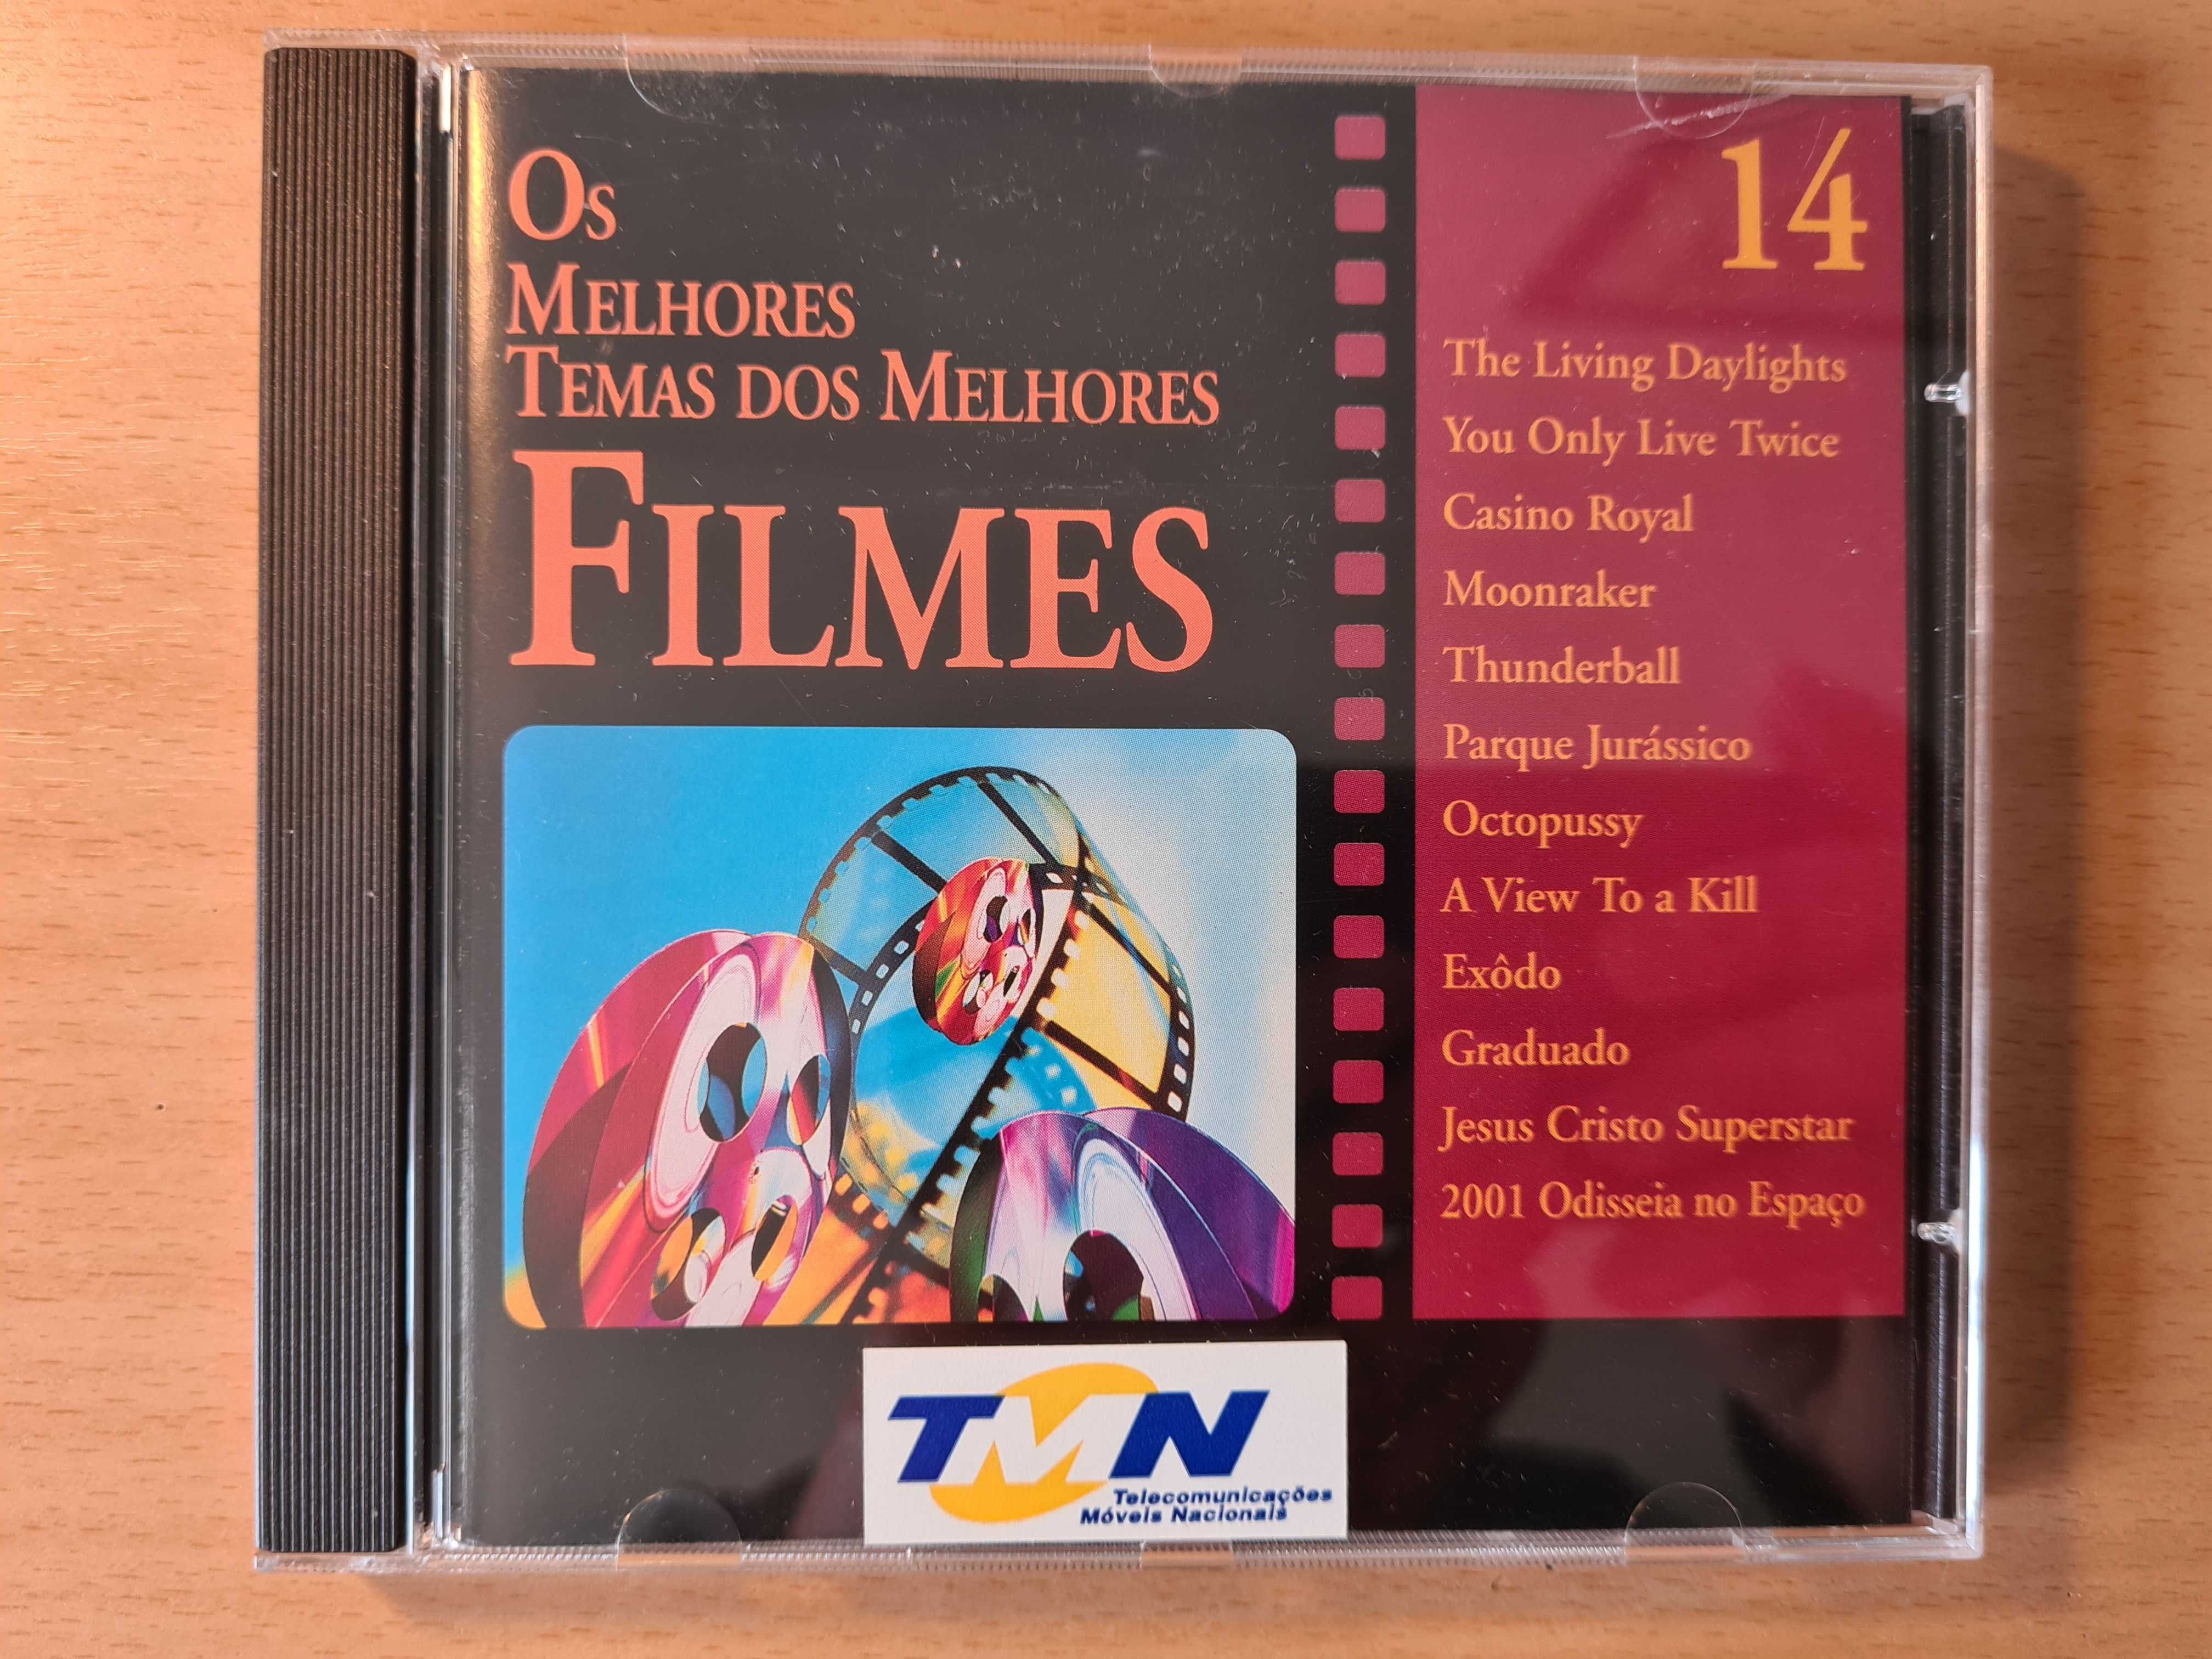 Os
Melhores
Temas dos Melhores
Filmes
14
The Living Daylights
You Only Live Twice
Casino Royal
Moonraker
Thunderball
Parque Jurássico
Octopussy
A View To a Kill
Exôdo
Graduado
Jesus Cristo Superstar
2001 Odisseia no Espaço
TMN
Telecomunicações
Móveis Nacionais